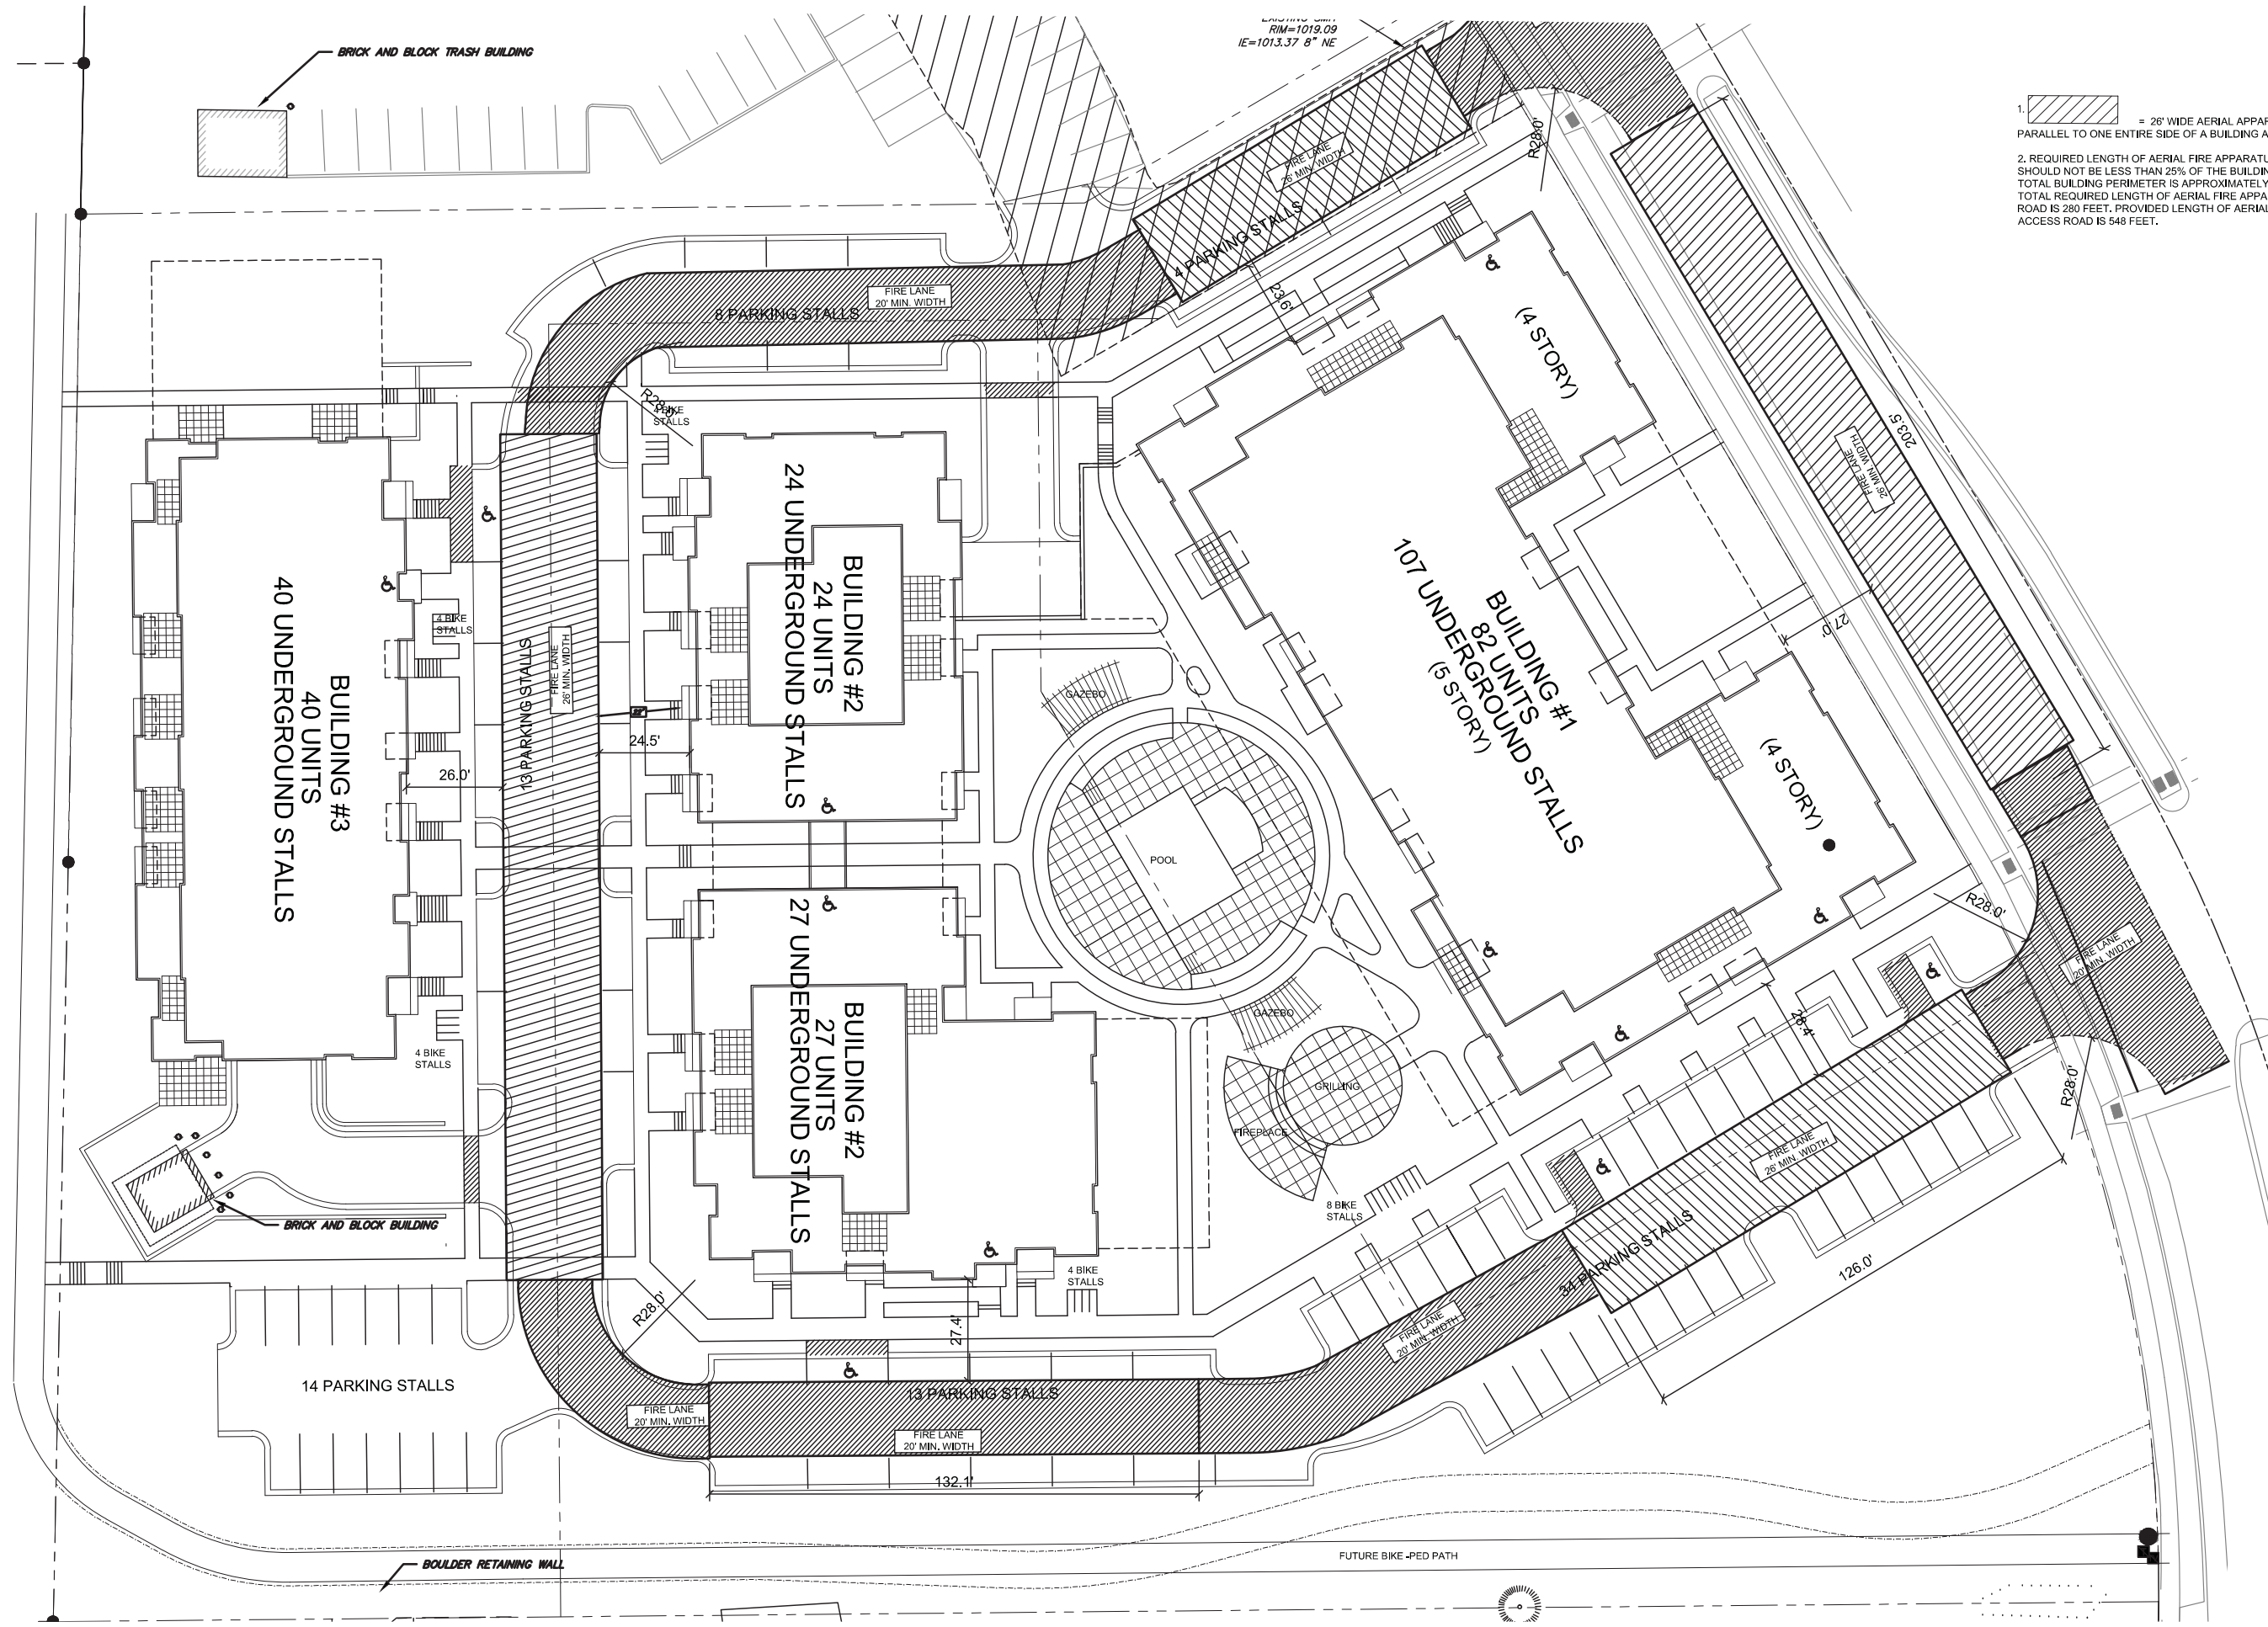 BRICK AND BLOCK TRASH BUILDING
RIM=1019.09
IE=1013.37 8" NE
1.
= 26' WIDE AERIAL
PARALLEL TO ONE ENTIRE SIDE OF A BUILDING
2. REQUIRED LENGTH OF AERIAL FIRE
SHOULD NOT BE LESS THAN 25% OF THE
TOTAL BUILDING PERIMETER IS APPROXIMATELY
TOTAL REQUIRED LENGTH OF AERIAL FIRE
ROAD IS 280 FEET. PROVIDED LENGTH OF AERIAL
ACCESS ROAD IS 548 FEET.
R28.0'
FIRE LANE
26' MIN. WIDTH
4 PARKING STALLS
23.6'
FIRE LANE
20' MIN. WIDTH
8 PARKING STALLS
(4 STORY)
203.5'
FIRE LANE
26' MIN. WIDTH
R28.0'
4 BIKE
STALLS
24 UNDERGROUND STALLS
BUILDING #2
24 UNITS
BUILDING #1
82 UNITS
107 UNDERGROUND STALLS
(5 STORY)
27.0'
(4 STORY)
BUILDING #3
40 UNITS
40 UNDERGROUND STALLS
4 BIKE
STALLS
13 PARKING STALLS
FIRE LANE
26' MIN. WIDTH
24.5'
26.0'
GAZEBO
POOL
R28.0'
FIRE LANE
20' MIN. WIDTH
BUILDING #2
27 UNITS
27 UNDERGROUND STALLS
GAZEBO
28.4'
4 BIKE
STALLS
GRILLING
FIREPLACE
R28.0'
FIRE LANE
26' MIN. WIDTH
8 BIKE
STALLS
34 PARKING STALLS
BRICK AND BLOCK BUILDING
4 BIKE
STALLS
126.0'
R28.0'
27.4'
FIRE LANE
20' MIN. WIDTH
14 PARKING STALLS
13 PARKING STALLS
FIRE LANE
20' MIN. WIDTH
FIRE LANE
20' MIN. WIDTH
132.1'
FUTURE BIKE -PED PATH
BOULDER RETAINING WALL